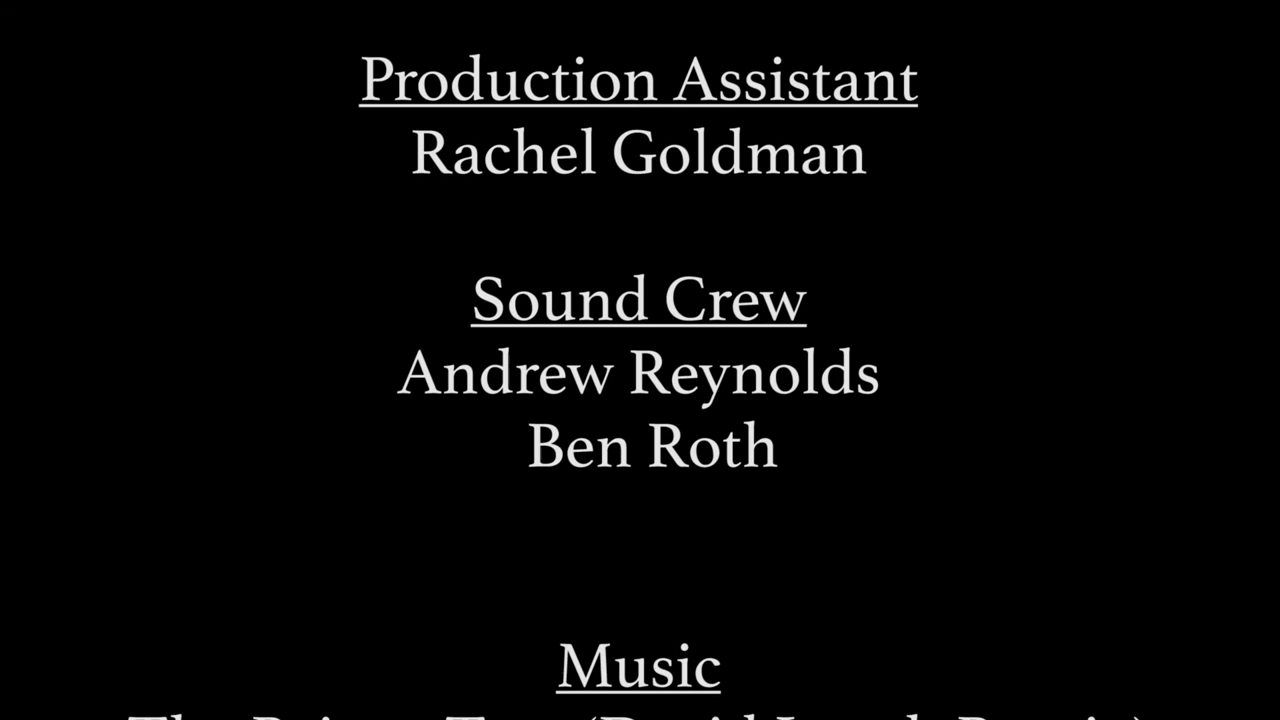 Production Assistant
Rachel Goldman
Sound Crew
Andrew Reynolds
Ben Roth
Music